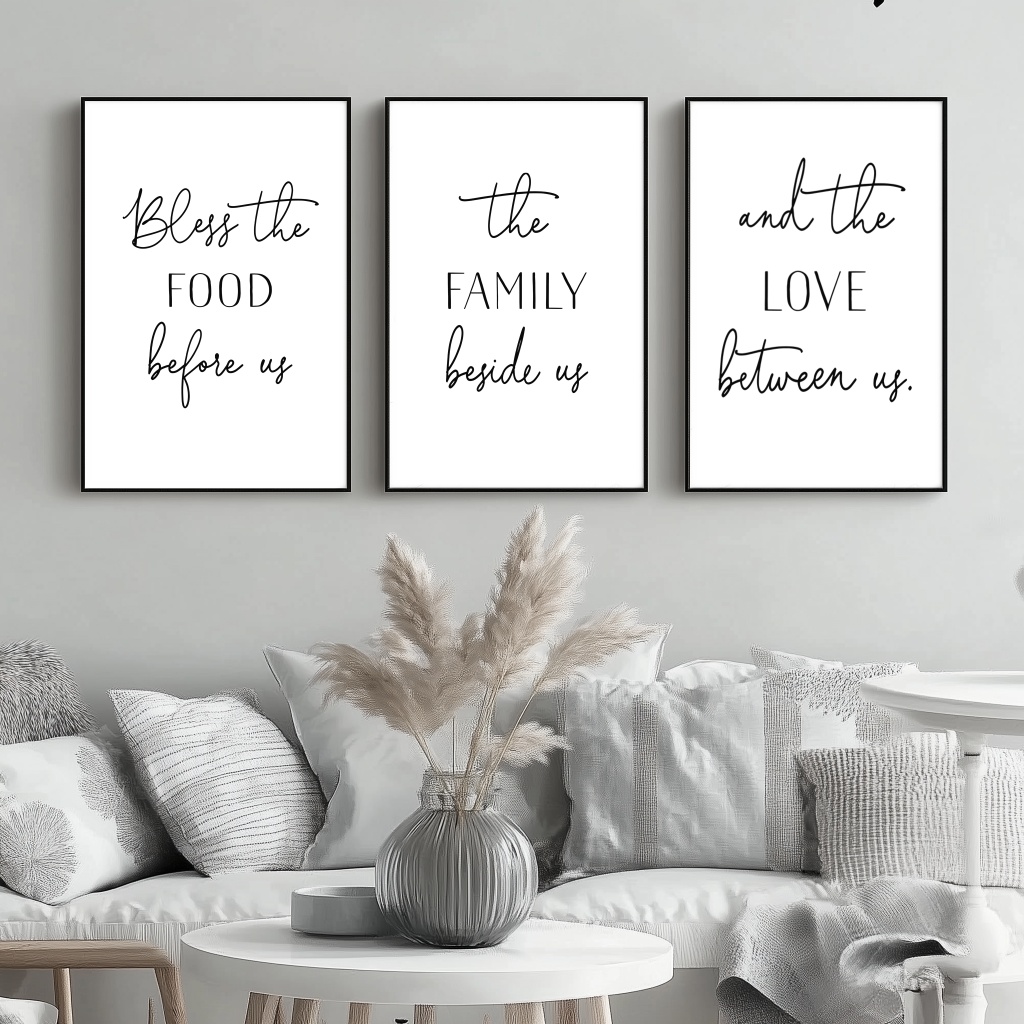 Bless the
FOOD
before us
the
FAMILY
beside us
and the
LOVE
between us.